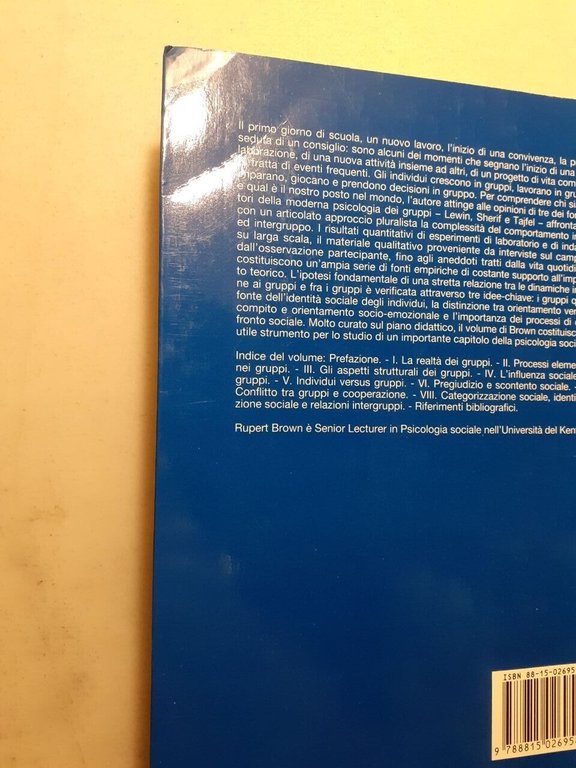 Il primo giorno di scuola, un nuovo lavoro, l'inizio di una convivenza, la p
seduta di un consiglio: sono alcuni dei momenti che segnano l'inizio di una
laborazione, di una nuova attività insieme ad altri, di un progetto di vita com
tratta di eventi frequenti. Gli individui crescono in gruppi, lavorano in gru
imparano, giocano e prendono decisioni in gruppo. Per comprendere chi sia
e qual è il nostro posto nel mondo, l'autore attinge alle opinioni di tre dei fon
tori della moderna psicologia dei gruppi – Lewin, Sherif e Tajfel – affronta
con un articolato approccio pluralista la complessità del comportamento in
ed intergruppo. I risultati quantitativi di esperimenti di laboratorio e di inda
su larga scala, il materiale qualitativo proveniente da interviste sul camp
dall'osservazione partecipante, fino agli aneddoti tratti dalla vita quotidi
costituiscono un'ampia serie di fonti empiriche di costante supporto all'imp
to teorico. L'ipotesi fondamentale di una stretta relazione tra le dinamiche in
ne ai gruppi e fra i gruppi è verificata attraverso tre idee-chiave: i gruppi q
fonte dell'identità sociale degli individui, la distinzione tra orientamento ver
compito e orientamento socio-emozionale e l'importanza dei processi di c
fronto sociale. Molto curato sul piano didattico, il volume di Brown costituisc
utile strumento per lo studio di un importante capitolo della psicologia soci
Indice del volume: Prefazione. - I. La realtà dei gruppi. - II. Processi eleme
nei gruppi. - III. Gli aspetti strutturali dei gruppi. - IV. L'influenza sociale
gruppi. - V. Individui versus gruppi. - VI. Pregiudizio e scontento sociale. -
Conflitto tra gruppi e cooperazione. - VIII. Categorizzazione sociale, identi
zione sociale e relazioni intergruppi. - Riferimenti bibliografici.
Rupert Brown è Senior Lecturer in Psicologia sociale nell'Università del Ken
ISBN 88-15-02695
9 788815 02695